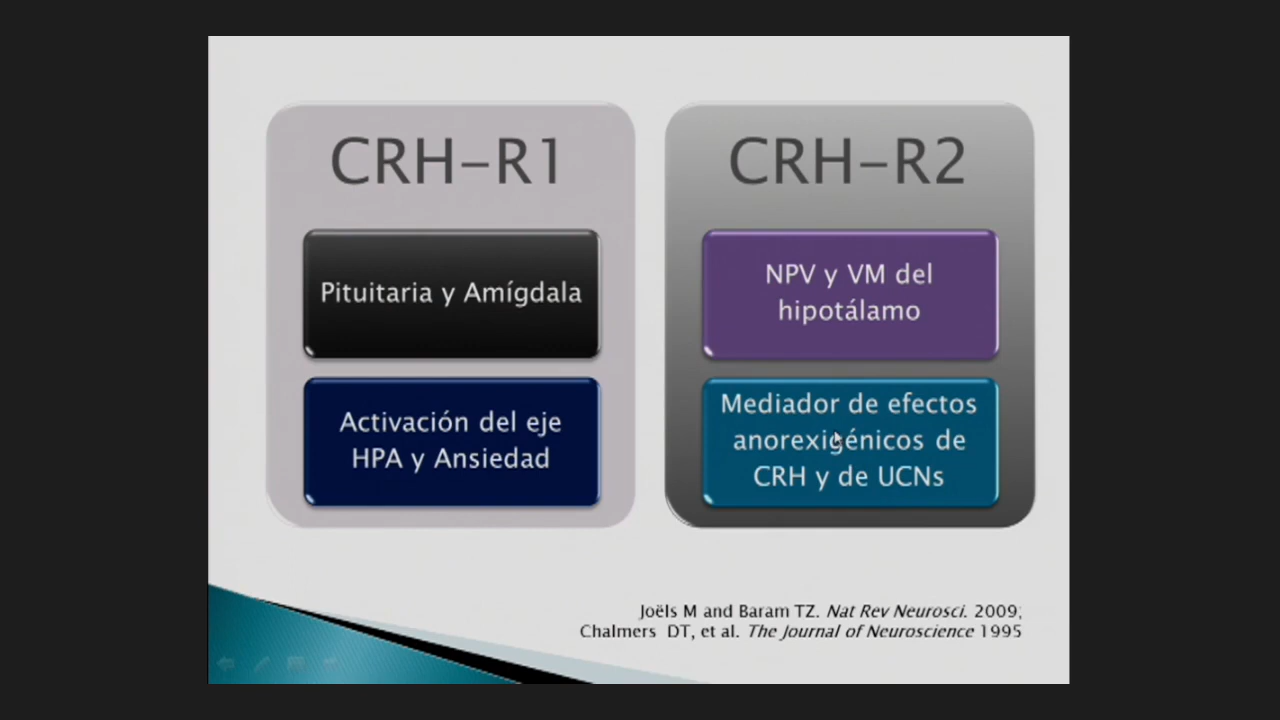 CRH-R1
Pituitaria y Amígdala
Activación del eje
HPA y Ansiedad
CRH-R2
NPV y VM del
hipotálamo
Mediador de efectos
anorexigénicos de
CRH y de UCNs
Joëls M and Baram TZ. Nat Rev Neurosci. 2009;
Chalmers DT, et al. The Journal of Neuroscience 1995